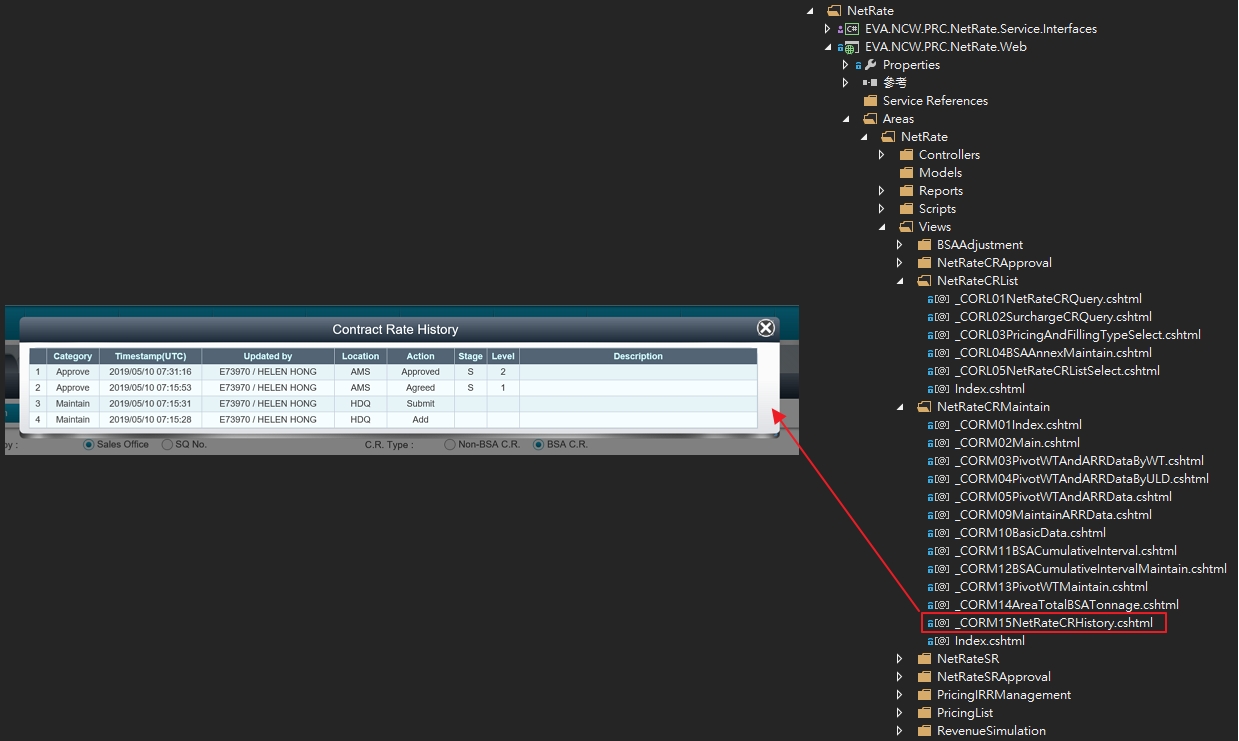 NetRate
EVA.NCW.PRC.NetRate.Service.Interfaces
EVA.NCW.PRC.NetRate.Web
Properties
參考
Service References
Areas
NetRate
Controllers
Models
Reports
Scripts
Views
BSAAdjustment
NetRateCRApproval
NetRateCRList
_CORL01NetRateCRQuery.cshtml
_CORL02SurchargeCRQuery.cshtml
_CORL03PricingAndFillingTypeSelect.cshtml
_CORL04BSAAnnexMaintain.cshtml
_CORL05NetRateCRListSelect.cshtml
Index.cshtml
NetRateCRMaintain
_CORM01Index.cshtml
_CORM02Main.cshtml
_CORM03PivotWTAndARRDataByWT.cshtml
_CORM04PivotWTAndARRDataByULD.cshtml
_CORM05PivotWTAndARRData.cshtml
_CORM09MaintainARRData.cshtml
_CORM10BasicData.cshtml
_CORM11BSACumulativeInterval.cshtml
_CORM12BSACumulativeIntervalMaintain.cshtml
_CORM13PivotWTMaintain.cshtml
_CORM14AreaTotalBSATonnage.cshtml
_CORM15NetRateCRHistory.cshtml
Index.cshtml
NetRateSR
NetRateSRApproval
PricingIRRManagement
PricingList
RevenueSimulation
Contract Rate History
Category Timestamp(UTC) Updated by Location Action Stage Level Description
1 Approve 2019/05/10 07:31:16 E73970 / HELEN HONG AMS Approved S 2
2 Approve 2019/05/10 07:15:53 E73970 / HELEN HONG AMS Agreed S 1
3 Maintain 2019/05/10 07:15:31 E73970 / HELEN HONG HDQ Submit
4 Maintain 2019/05/10 07:15:28 E73970 / HELEN HONG HDQ Add
Sales Office SQ No. C.R. Type : Non-BSA C.R. BSA C.R.